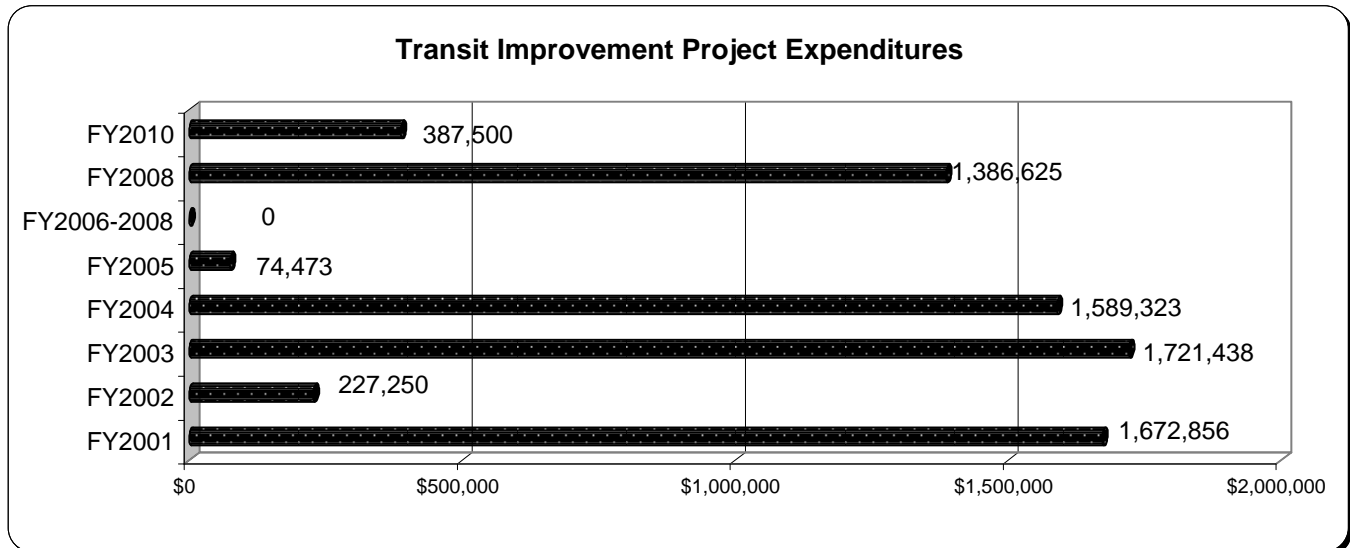 Transit Improvement Project Expenditures
FY2010 387,500
FY2008 1,386,625
FY2006-2008 0
FY2005 74,473
FY2004 1,589,323
FY2003 1,721,438
FY2002 227,250
FY2001 1,672,856
$0 $500,000 $1,000,000 $1,500,000 $2,000,000